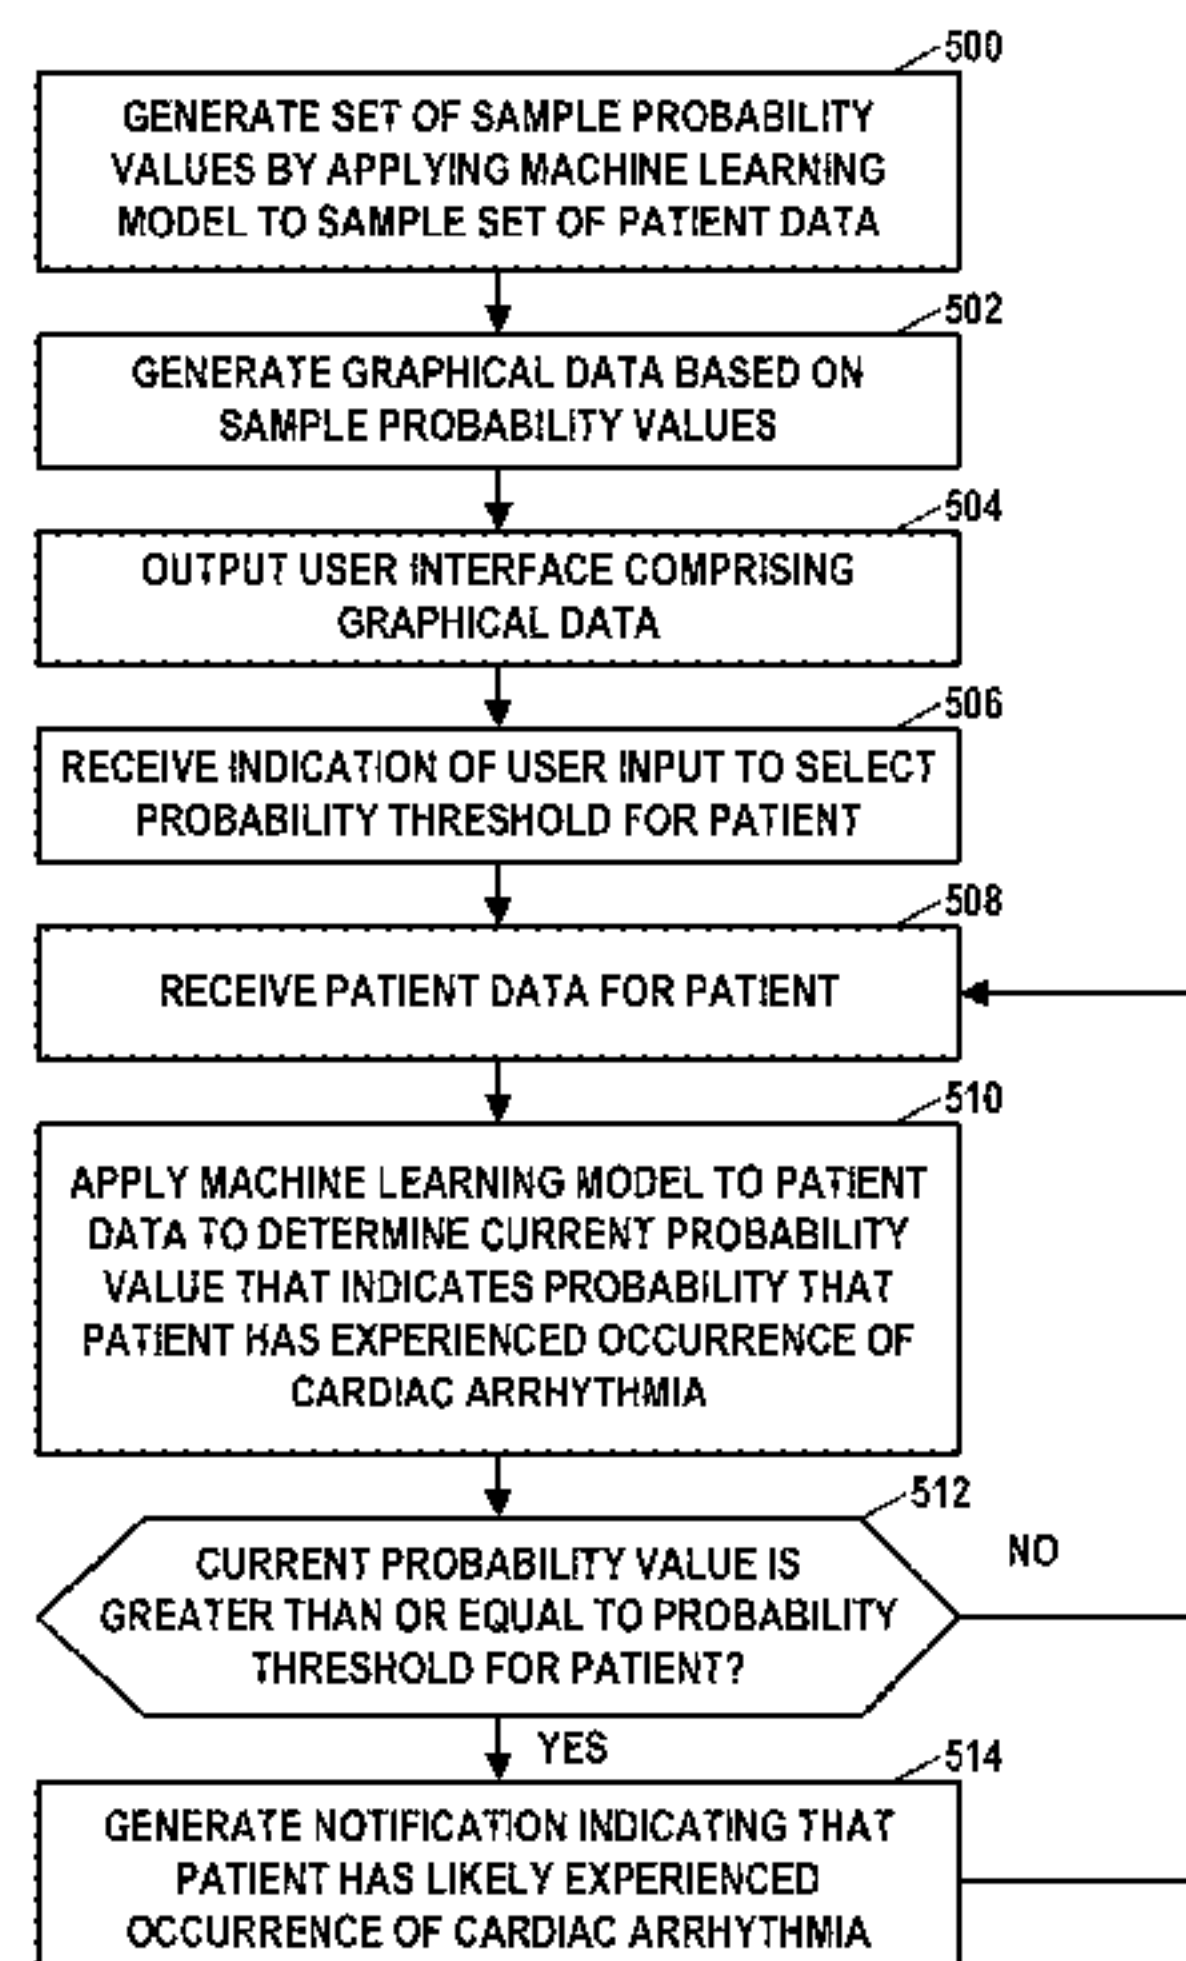 500
GENERATE SET OF SAMPLE PROBABILITY
VALUES BY APPLYING MACHINE LEARNING
MODEL TO SAMPLE SET OF PATIENT DATA
502
GENERATE GRAPHICAL DATA BASED ON
SAMPLE PROBABILITY VALUES
504
OUTPUT USER INTERFACE COMPRISING
GRAPHICAL DATA
506
RECEIVE INDICATION OF USER INPUT TO SELECT
PROBABILITY THRESHOLD FOR PATIENT
508
RECEIVE PATIENT DATA FOR PATIENT
510
APPLY MACHINE LEARNING MODEL TO PATIENT
DATA TO DETERMINE CURRENT PROBABILITY
VALUE THAT INDICATES PROBABILITY THAT
PATIENT HAS EXPERIENCED OCCURRENCE OF
CARDIAC ARRHYTHMIA
512
CURRENT PROBABILITY VALUE IS
GREATER THAN OR EQUAL TO PROBABILITY
THRESHOLD FOR PATIENT?
NO
YES
514
GENERATE NOTIFICATION INDICATING THAT
PATIENT HAS LIKELY EXPERIENCED
OCCURRENCE OF CARDIAC ARRHYTHMIA